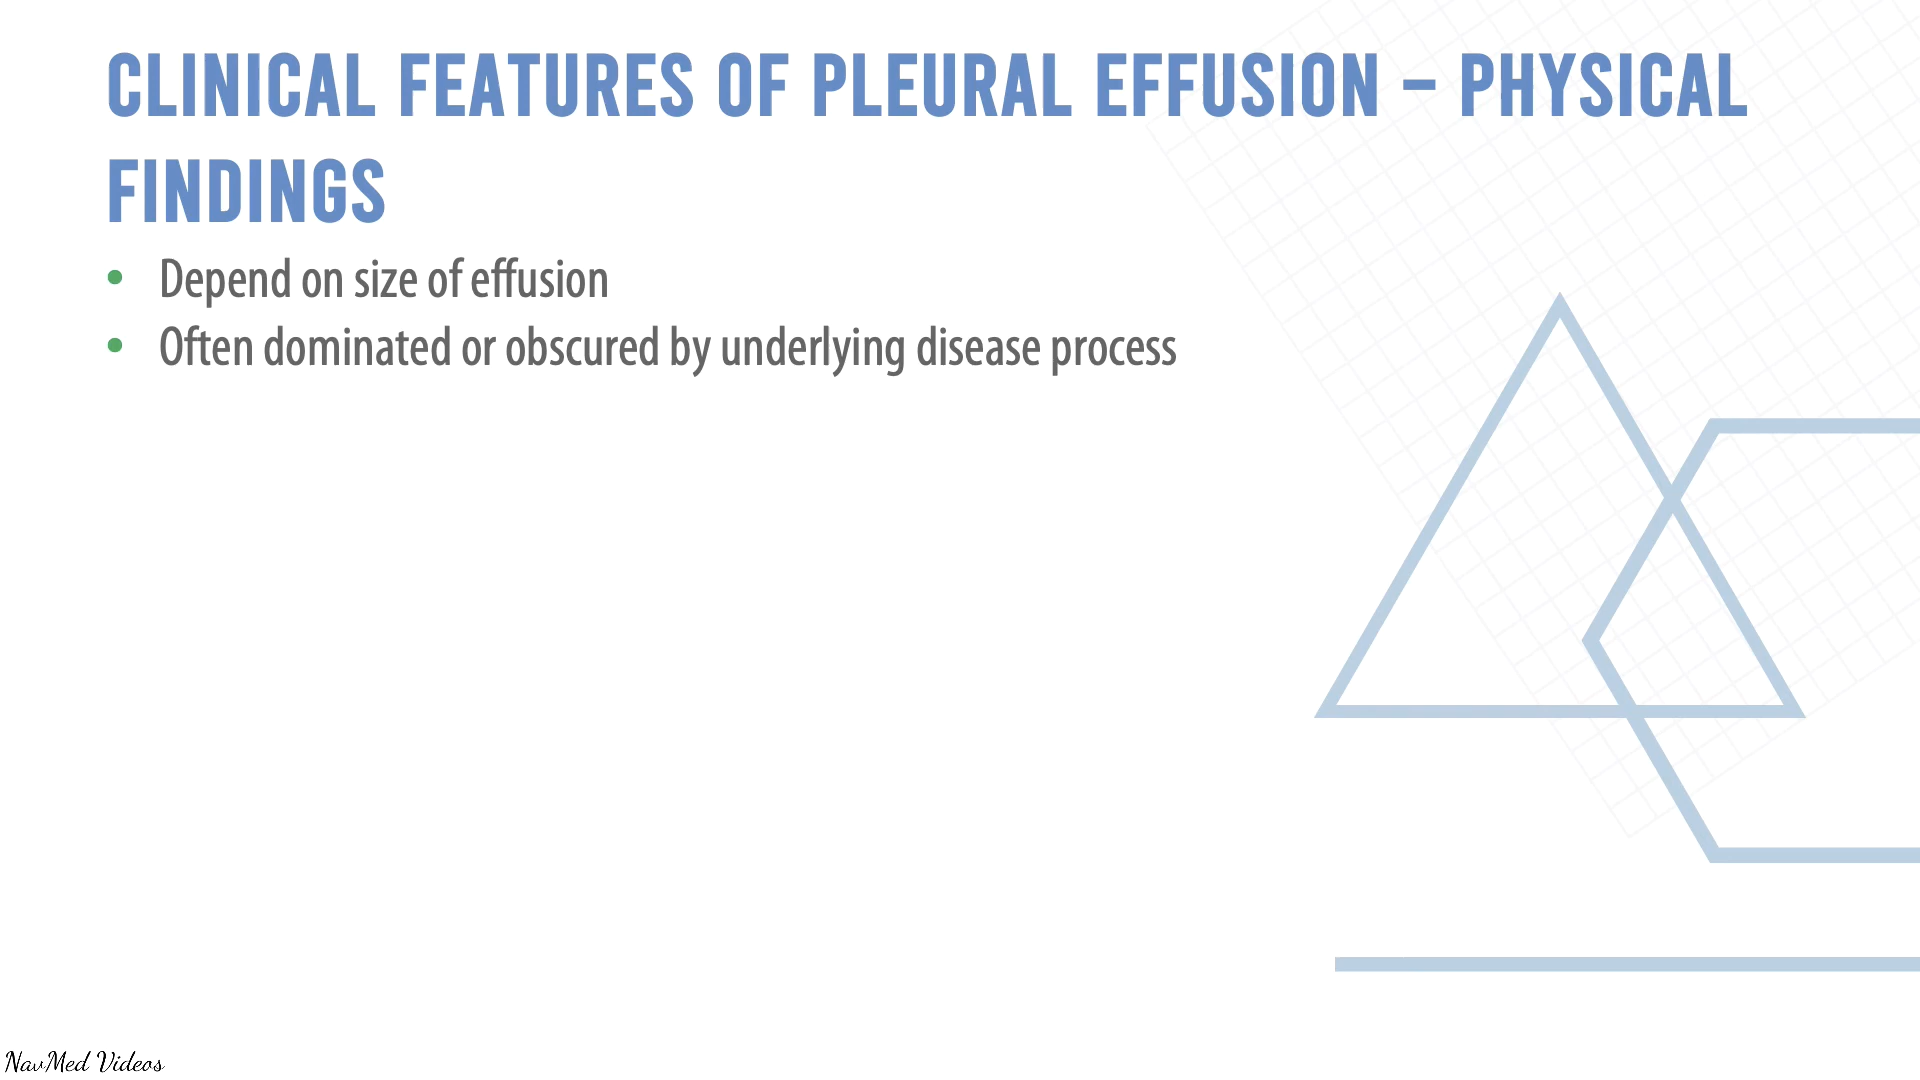 CLINICAL FEATURES OF PLEURAL EFFUSION – PHYSICAL
FINDINGS
• Depend on size of effusion
• Often dominated or obscured by underlying disease process
NavMed Videos